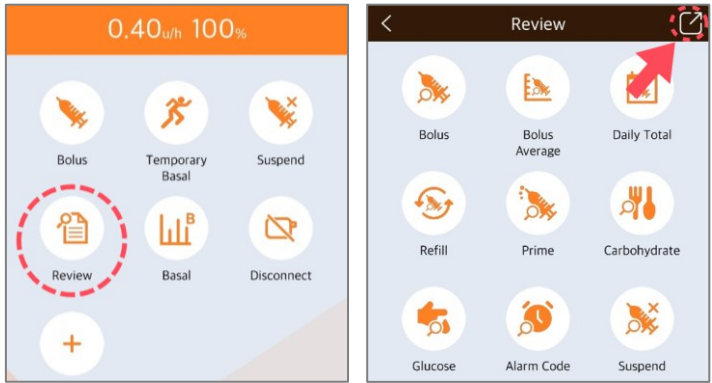 0.40u/h 100%
Bolus
Temporary
Basal
Suspend
Review
B
Basal
Disconnect
Review
Bolus
Bolus
Average
Daily Total
Refill
Prime
Carbohydrate
Glucose
Alarm Code
Suspend